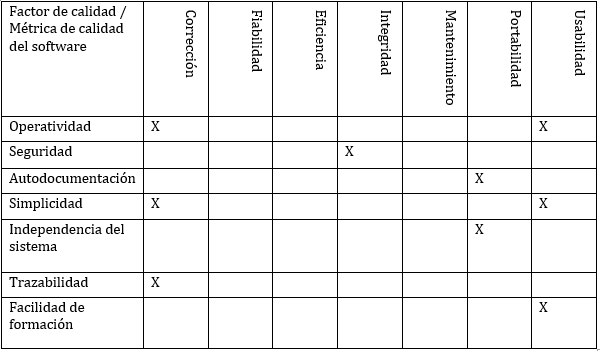 Factor de calidad /
Métrica de calidad
del software
Corrección
Fiabilidad
Eficiencia
Integridad
Mantenimiento
Portabilidad
Usabilidad
Operatividad X X
Seguridad X
Autodocumentación X
Simplicidad X X
Independencia del X
sistema
Trazabilidad X
Facilidad de X
formación